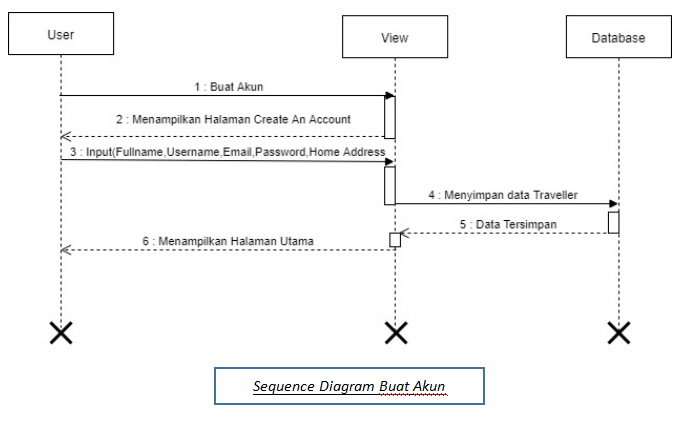 User
View
Database
1 : Buat Akun
2 : Menampilkan Halaman Create An Account
3 : Input(Fullname,Username,Email,Password,Home Address
4 : Menyimpan data Traveller
5 : Data Tersimpan
6 : Menampilkan Halaman Utama
Sequence Diagram Buat Akun